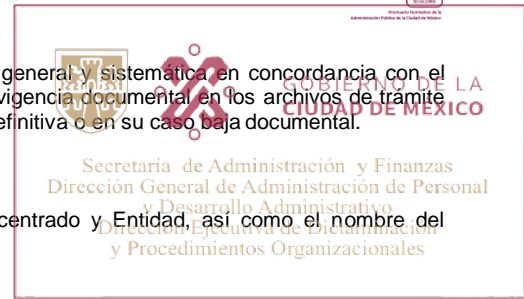 Prontuario Normativo de la
Administración Pública de la Ciudad de México
general y sistemática en concordancia con el
GOBIERNO DE LA
vigencia documental en los archivos de trámite
CIUDAD DE MÉXICO
efinitiva o en su caso baja documental.
Secretaría de Administración y Finanzas
Dirección General de Administración de Personal
y Desarrollo Administrativo
centrado y Entidad, así como el nombre del
Dirección Ejecutiva de Dictaminación
y Procedimientos Organizacionales